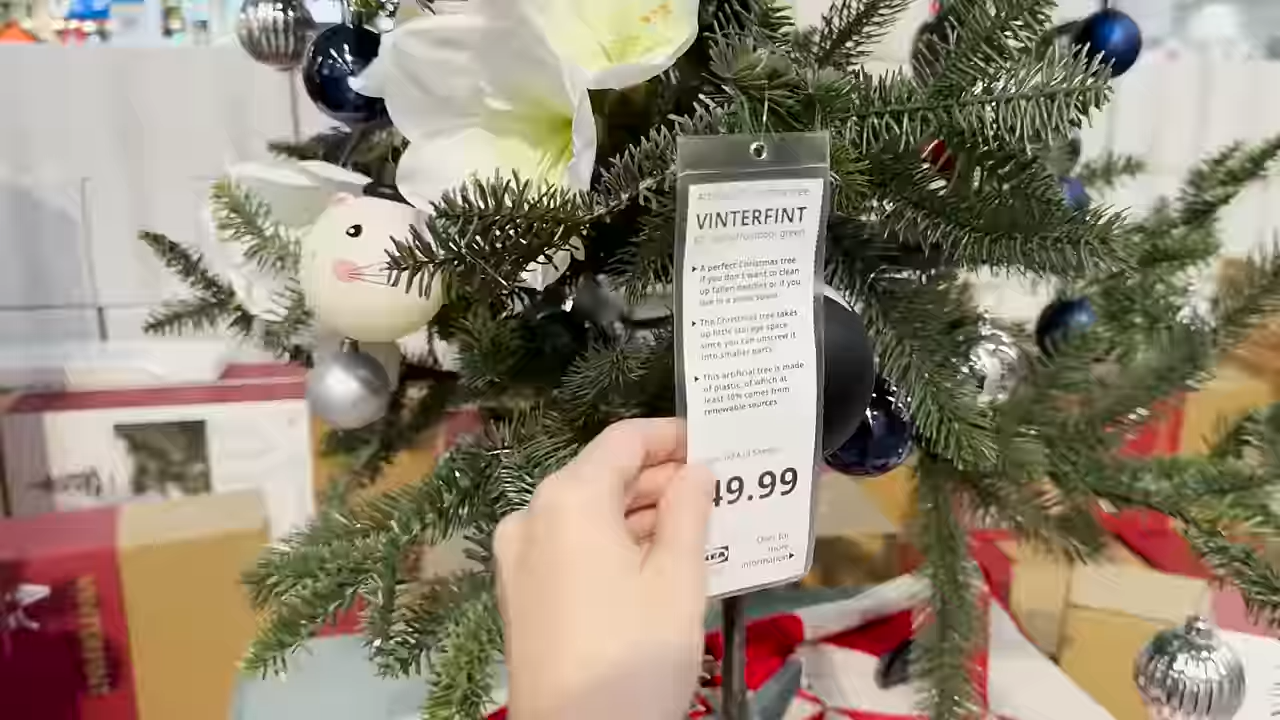 VINTERFINT
▸ A perfect Christmas tree
if you don't want to clean
up fallen needles or if you
live in a small space.
▸ The Christmas tree takes
up little storage space
since you can unscrew it
into smaller parts.
▸ This artificial tree is made
of plastic, of which at
least 10% comes from
renewable sources.
49.99
Over for
more
information▸